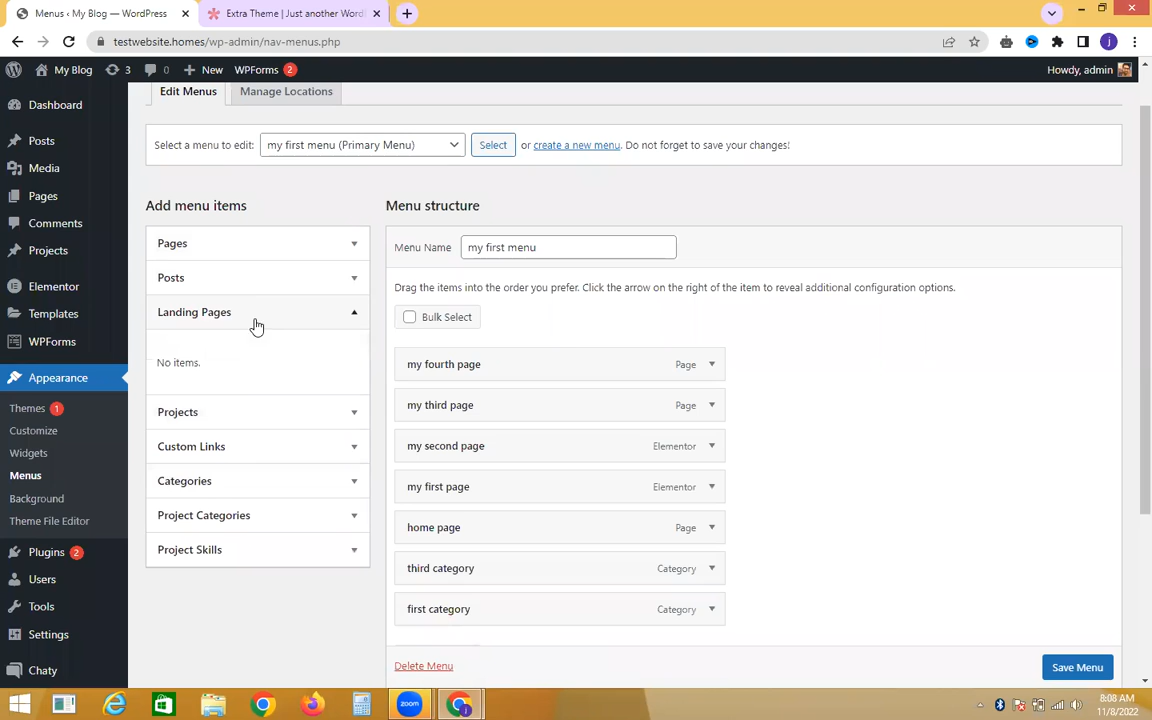 Menus ‹ My Blog — WordPress
Extra Theme | Just another Word
testwebsite.homes/wp-admin/nav-menus.php
j
My Blog
3
0
New
WPForms 2
Howdy, admin
Dashboard
Posts
Media
Pages
Comments
Projects
Elementor
Templates
WPForms
Appearance
Themes 1
Customize
Widgets
Menus
Background
Theme File Editor
Plugins 2
Users
Tools
Settings
Chaty
Edit Menus
Manage Locations
Select a menu to edit:
my first menu (Primary Menu)
Select
or create a new menu. Do not forget to save your changes!
Add menu items
Pages
Posts
Landing Pages
No items.
Projects
Custom Links
Categories
Project Categories
Project Skills
Menu structure
Menu Name
my first menu
Drag the items into the order you prefer. Click the arrow on the right of the item to reveal additional configuration options.
Bulk Select
my fourth page Page
my third page Page
my second page Elementor
my first page Elementor
home page Page
third category Category
first category Category
Delete Menu
Save Menu
zoom
8:08 AM
11/8/2022